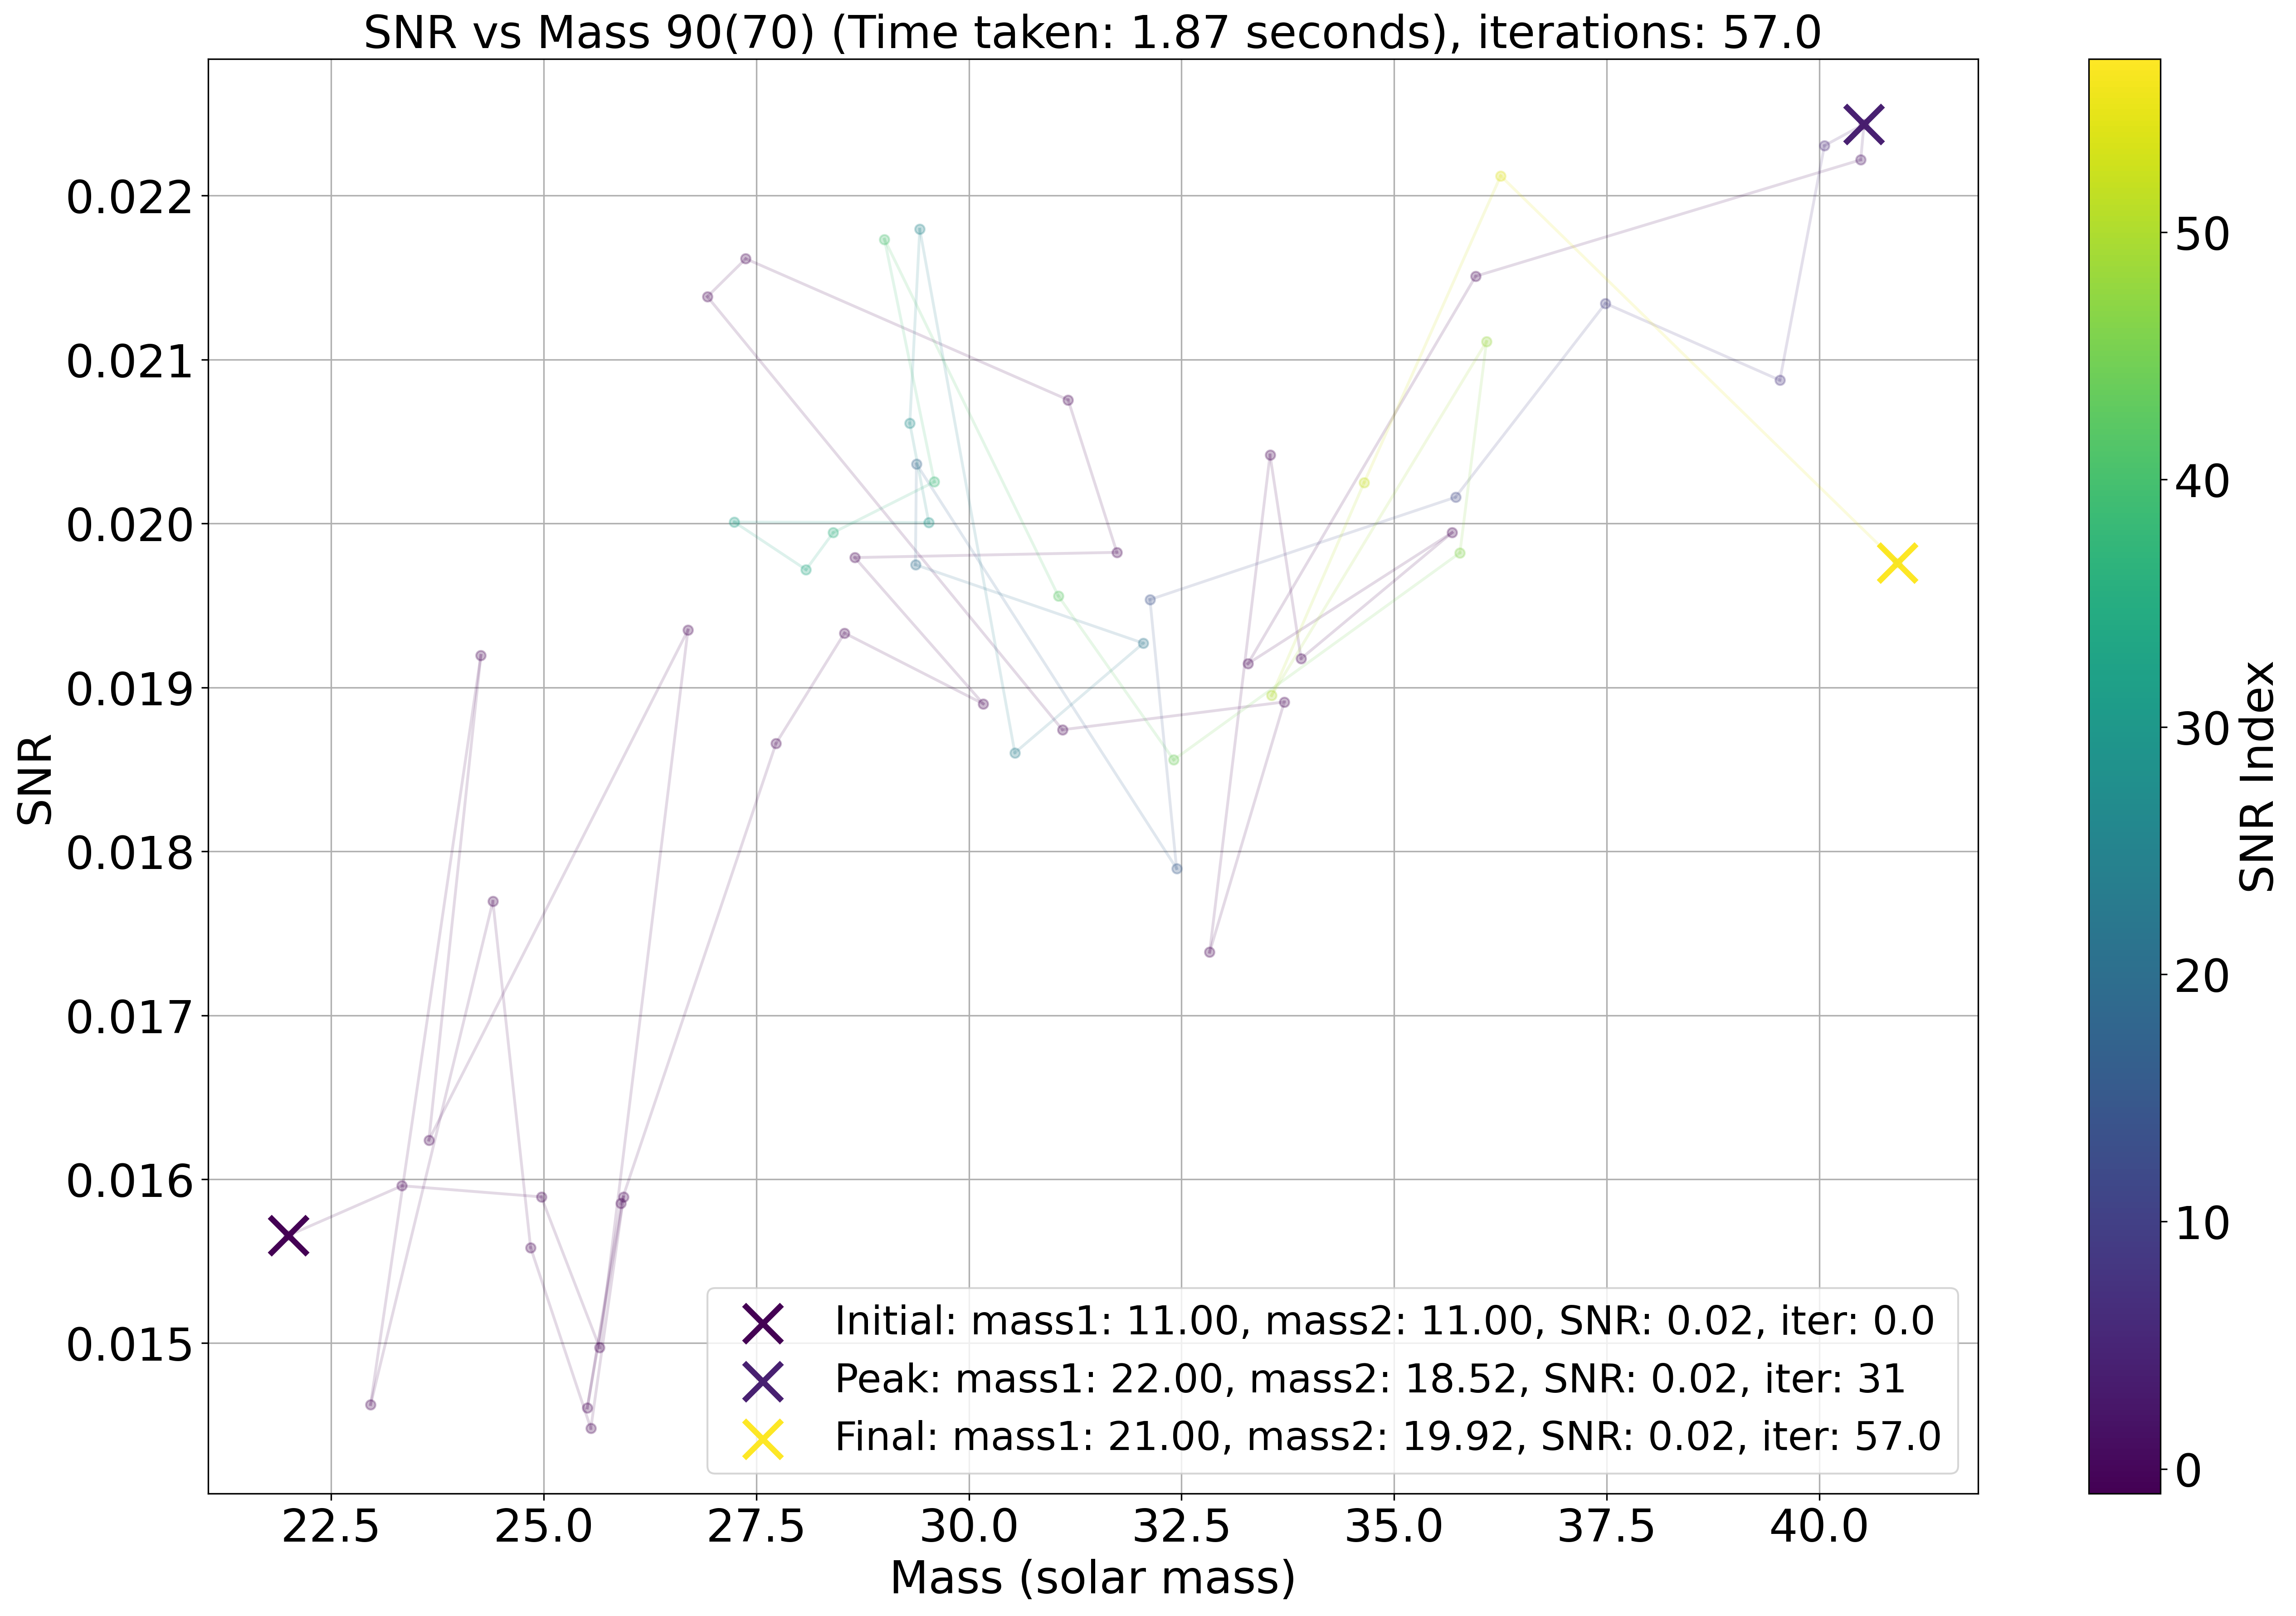 SNR vs Mass 90(70) (Time taken: 1.87 seconds), iterations: 57.0
0.022
0.021
0.020
0.019
0.018
0.017
0.016
0.015
SNR
22.5 25.0 27.5 30.0 32.5 35.0 37.5 40.0
Mass (solar mass)
Initial: mass1: 11.00, mass2: 11.00, SNR: 0.02, iter: 0.0
Peak: mass1: 22.00, mass2: 18.52, SNR: 0.02, iter: 31
Final: mass1: 21.00, mass2: 19.92, SNR: 0.02, iter: 57.0
50
40
30
20
10
0
SNR Index